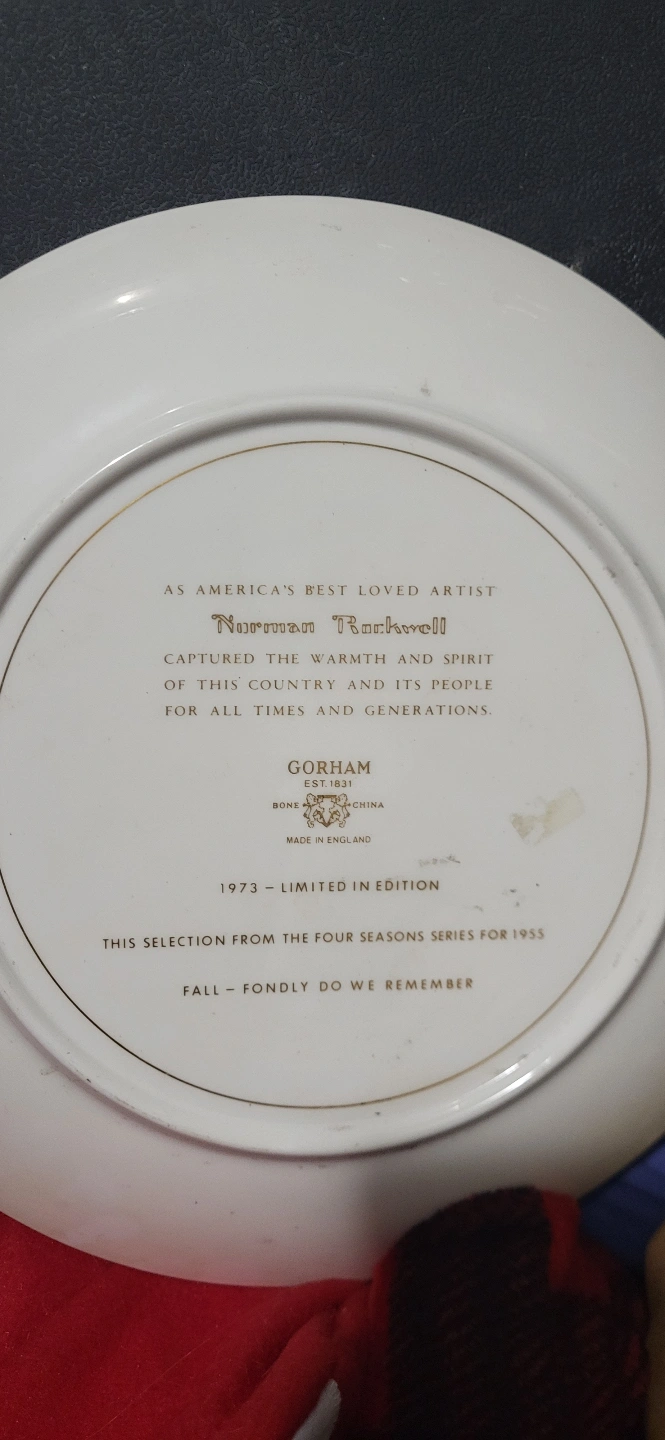 AS AMERICA'S BEST LOVED ARTIST
Norman Rockwell
CAPTURED THE WARMTH AND SPIRIT
OF THIS COUNTRY AND ITS PEOPLE
FOR ALL TIMES AND GENERATIONS.
GORHAM
EST. 1831
BONE CHINA
MADE IN ENGLAND
1973 – LIMITED IN EDITION
THIS SELECTION FROM THE FOUR SEASONS SERIES FOR 1955
FALL – FONDLY DO WE REMEMBER